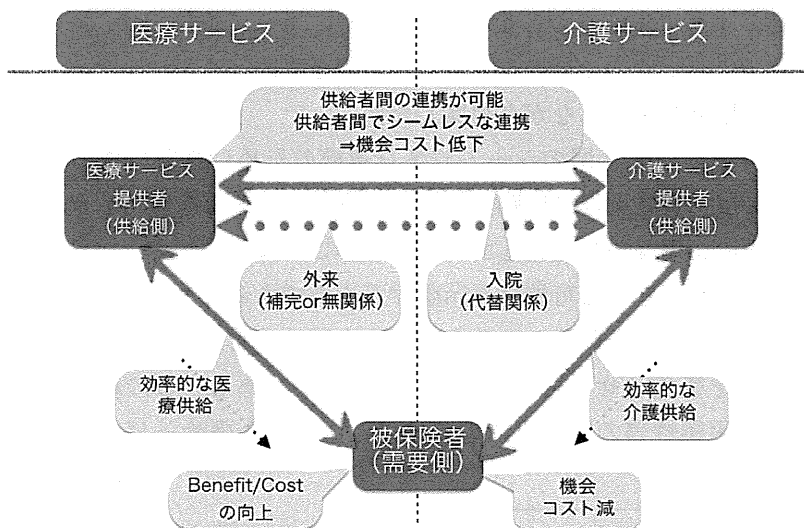 医療サービス
介護サービス
供給者間の連携が可能
供給者間でシームレスな連携
⇒機会コスト低下
医療サービス
提供者
(供給側)
介護サービス
提供者
(供給側)
外来
(補完or無関係)
入院
(代替関係)
効率的な医
療供給
効率的な
介護供給
被保険者
(需要側)
Benefit/Cost
の向上
機会
コスト減